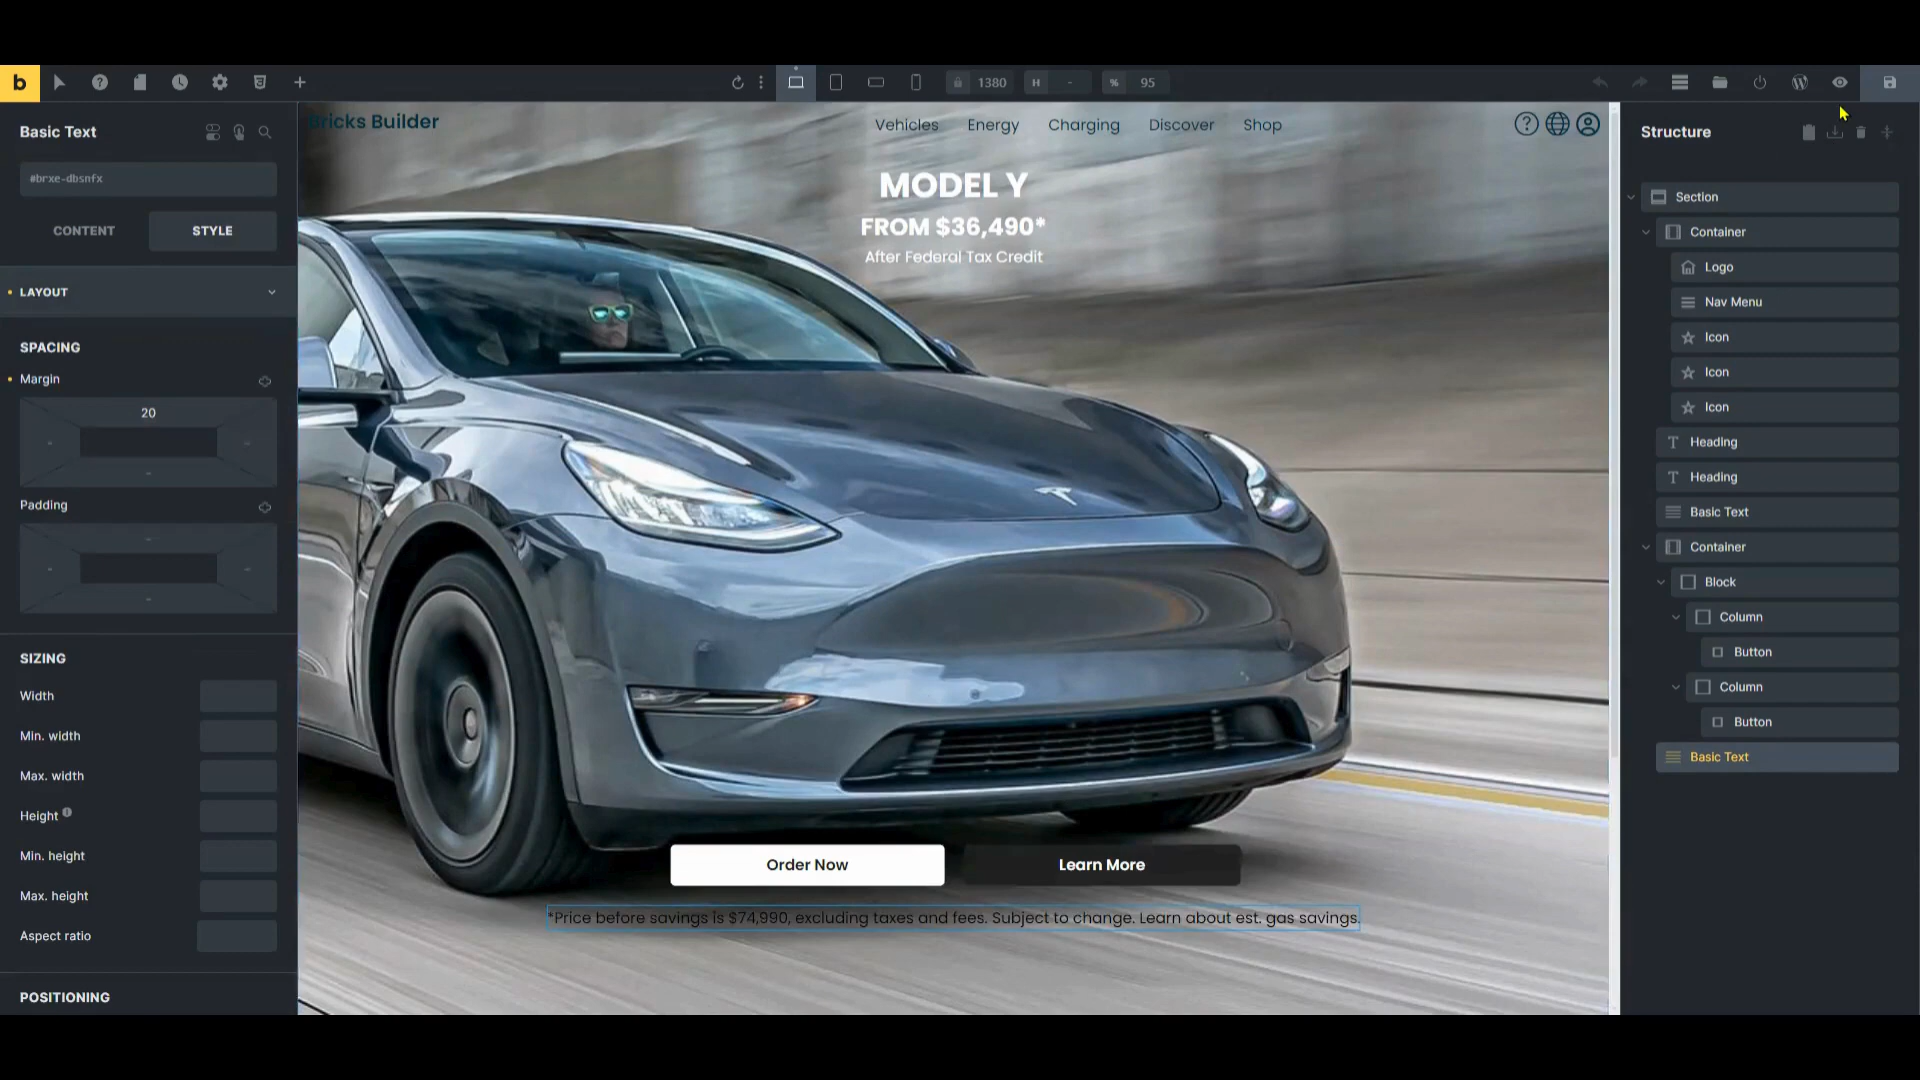 b
1380
H
-
%
95
Basic Text
#brxe-dbsnfx
CONTENT
STYLE
LAYOUT
SPACING
Margin
20
Padding
SIZING
Width
Min. width
Max. width
Height
Min. height
Max. height
Aspect ratio
POSITIONING
Bricks Builder
Vehicles
Energy
Charging
Discover
Shop
MODEL Y
FROM $36,490*
After Federal Tax Credit
Order Now
Learn More
*Price before savings is $74,990, excluding taxes and fees. Subject to change. Learn about est. gas savings.
Structure
Section
Container
Logo
Nav Menu
Icon
Icon
Icon
Heading
Heading
Basic Text
Container
Block
Column
Button
Column
Button
Basic Text